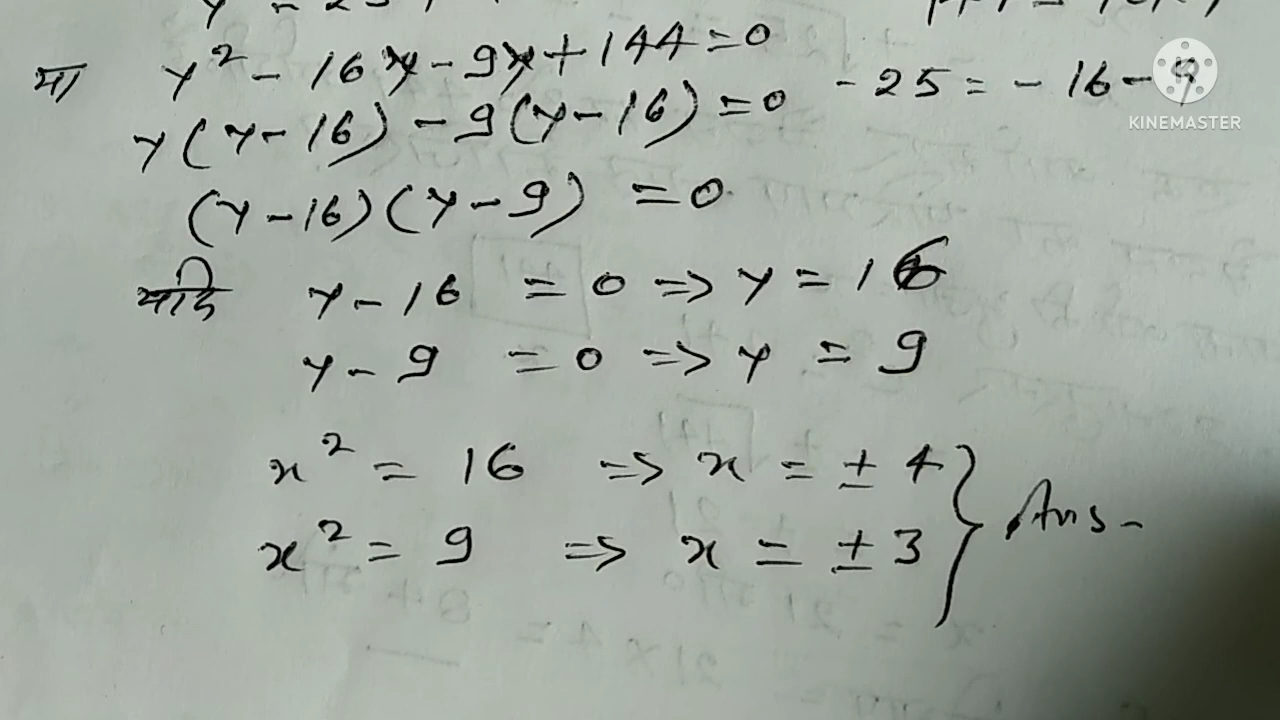 या y² - 16y - 9y + 144 = 0
- 25 = - 16 - 9
KINEMASTER
y(y - 16) - 9(y - 16) = 0
(y - 16)(y - 9) = 0
यदि y - 16 = 0 => y = 16
y - 9 = 0 => y = 9
x² = 16 => x = ± 4
x² = 9 => x = ± 3
Ans -